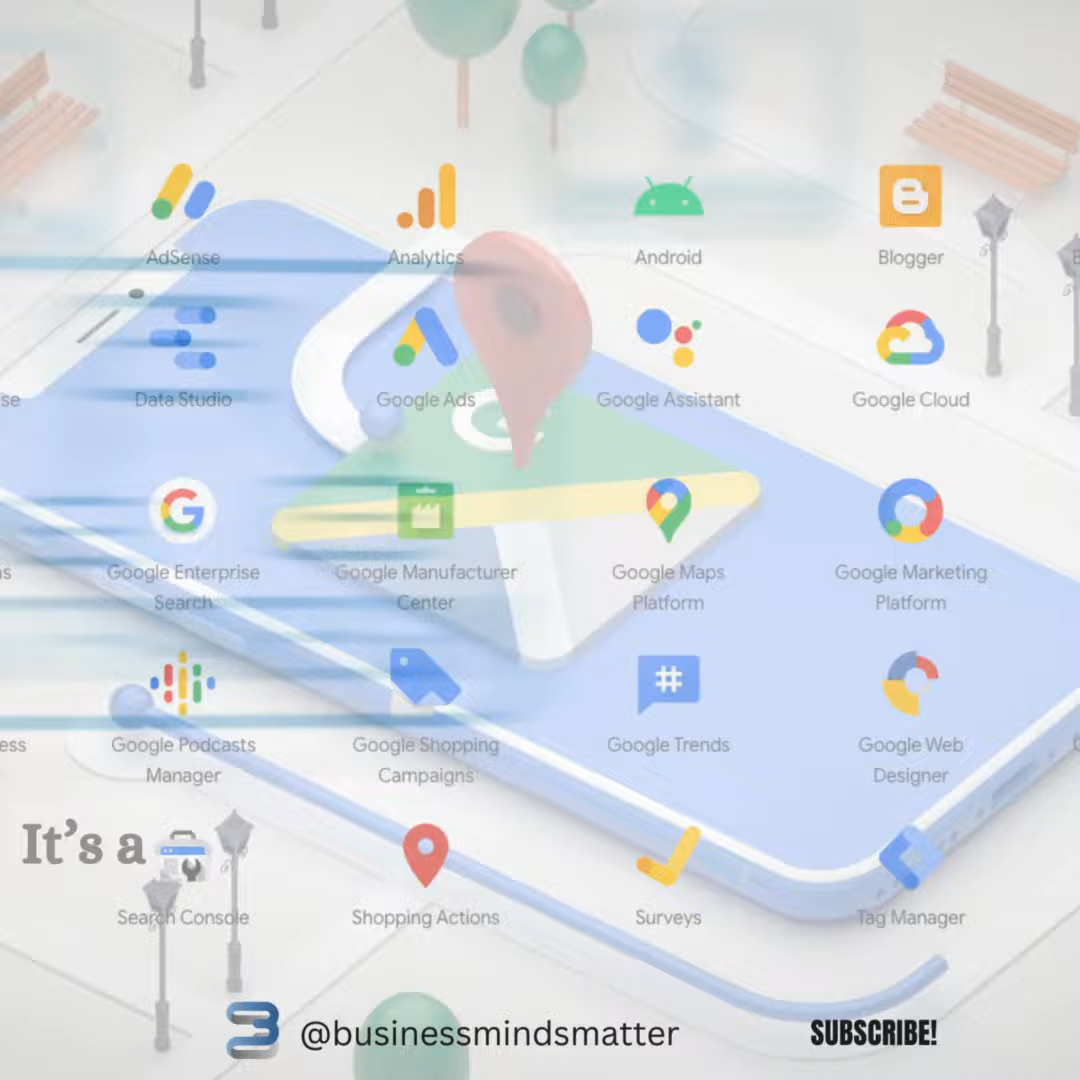 AdSense
Analytics
Android
Blogger
se
Data Studio
Google Ads
Google Assistant
Google Cloud
Google Enterprise
Search
Google Manufacturer
Center
Google Maps
Platform
Google Marketing
Platform
ess
Google Podcasts
Manager
Google Shopping
Campaigns
Google Trends
Google Web
Designer
It's a
Search Console
Shopping Actions
Surveys
Tag Manager
@businessmindsmatter
SUBSCRIBE!